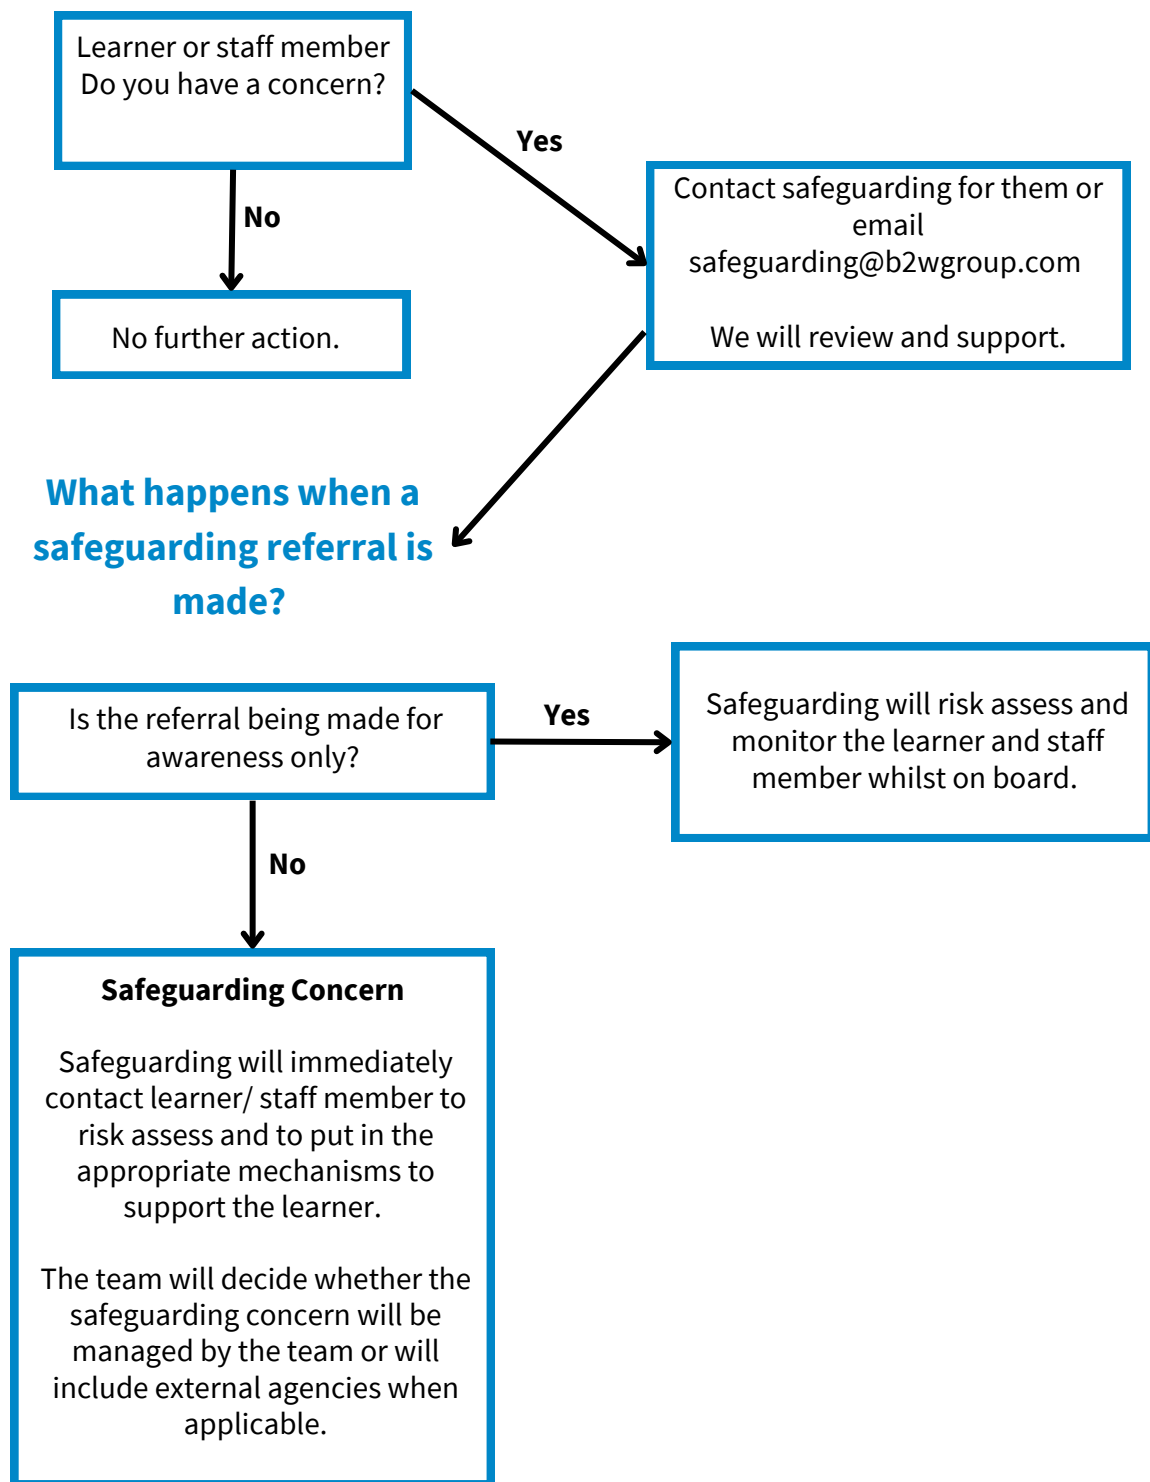 Learner or staff member
Do you have a concern?
Yes
No
Contact safeguarding for them or
email
safeguarding@b2wgroup.com
We will review and support.
No further action.
What happens when a
safeguarding referral is
made?
Is the referral being made for
awareness only?
Yes
Safeguarding will risk assess and
monitor the learner and staff
member whilst on board.
No
Safeguarding Concern
Safeguarding will immediately
contact learner/ staff member to
risk assess and to put in the
appropriate mechanisms to
support the learner.
The team will decide whether the
safeguarding concern will be
managed by the team or will
include external agencies when
applicable.